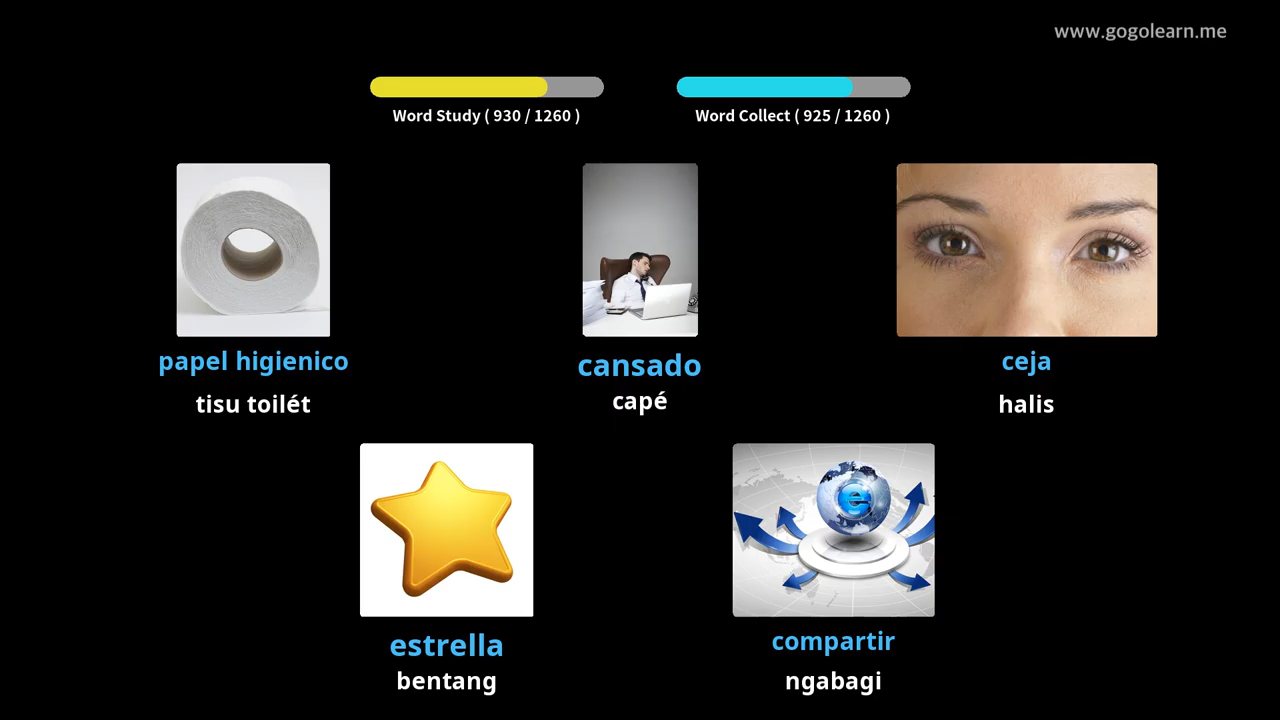 www.gogolearn.me
Word Study ( 930 / 1260 )
Word Collect ( 925 / 1260 )
papel higienico
tisu toilét
cansado
capé
ceja
halis
estrella
bentang
compartir
ngabagi